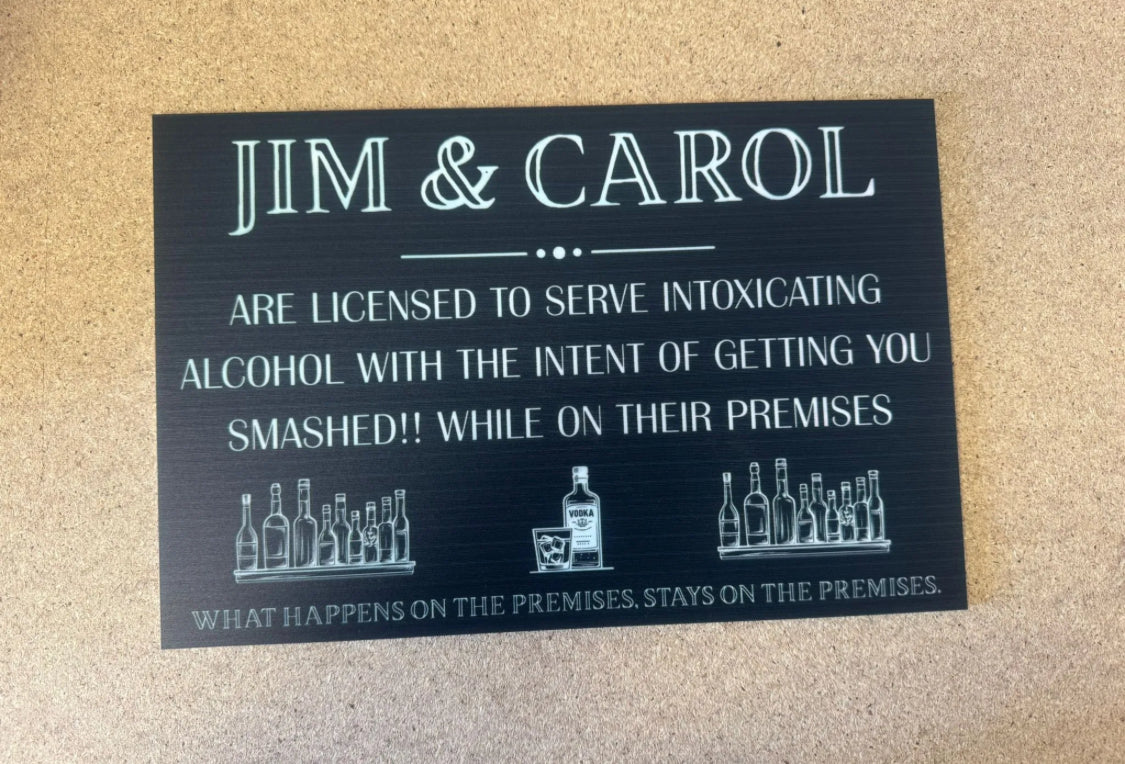 JIM & CAROL
ARE LICENSED TO SERVE INTOXICATING
ALCOHOL WITH THE INTENT OF GETTING YOU
SMASHED!! WHILE ON THEIR PREMISES
VODKA
WHAT HAPPENS ON THE PREMISES, STAYS ON THE PREMISES.